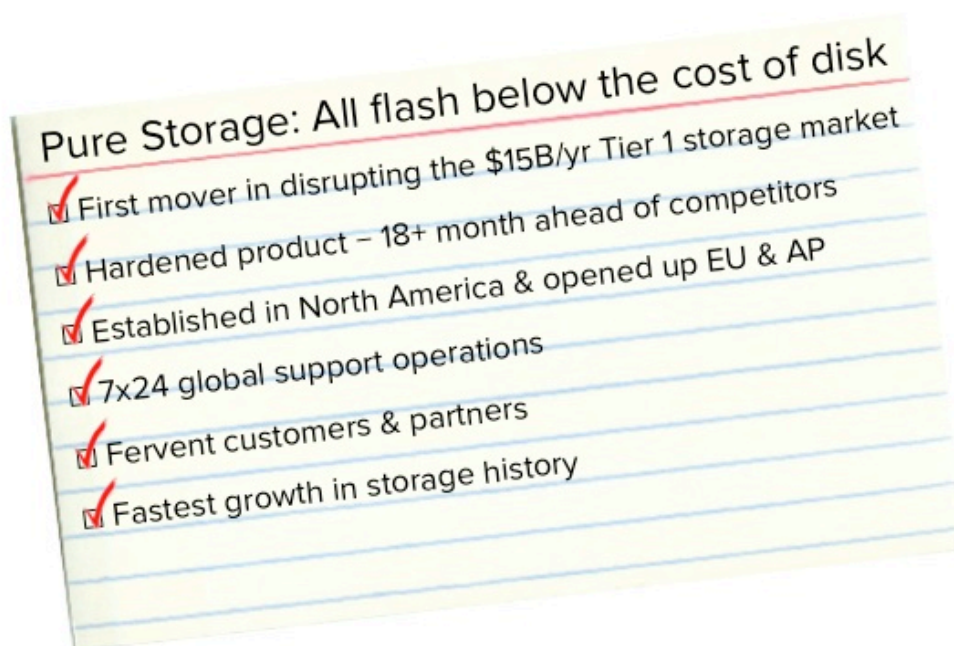 Pure Storage: All flash below the cost of disk
First mover in disrupting the $15B/yr Tier 1 storage market
Hardened product – 18+ month ahead of competitors
Established in North America & opened up EU & AP
7x24 global support operations
Fervent customers & partners
Fastest growth in storage history